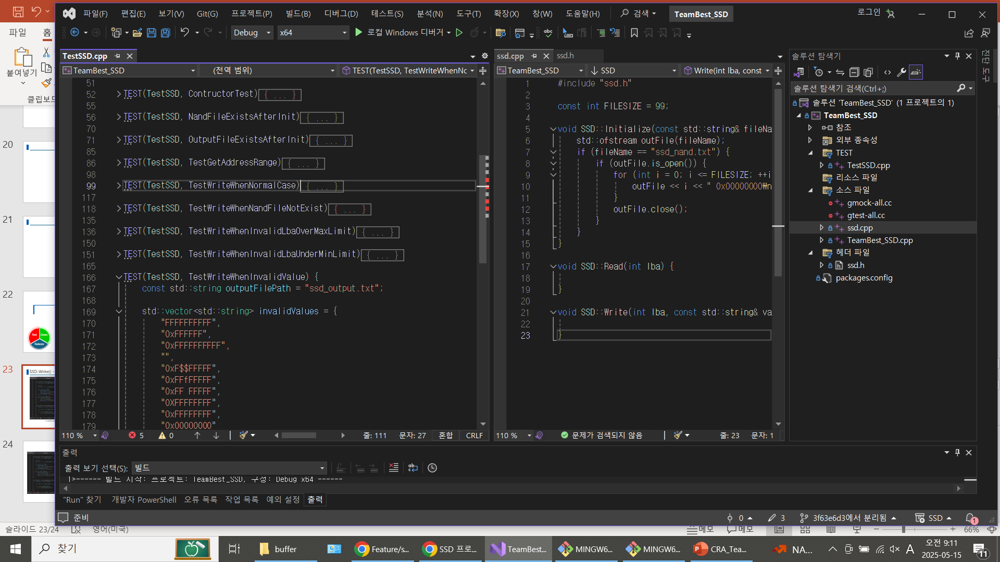 파일(F) 편집(E) 보기(V) Git(G) 프로젝트(P) 빌드(B) 디버그(D) 테스트(S) 분석(N) 도구(T) 확장(X) 창(W) 도움말(H) 검색 TeamBest_SSD 로그인
파일 홈
Debug x64 로컬 Windows 디버거
붙여넣기
클립보드
TestSSD.cpp
TeamBest_SSD (전역 범위) TEST(TestSSD, TestWriteWhenNc
51
52 TEST(TestSSD, ContructorTest) { ... }
55
56 TEST(TestSSD, NandFileExistsAfterInit) { ... }
70
71 TEST(TestSSD, OutputFileExistsAfterInit) { ... }
85
86 TEST(TestSSD, TestGetAddressRange) { ... }
98
99 TEST(TestSSD, TestWriteWhenNormalCase) { ... }
117
118 TEST(TestSSD, TestWriteWhenNandFileNotExist) { ... }
135
136 TEST(TestSSD, TestWriteWhenInvalidLbaOverMaxLimit) { ... }
150
151 TEST(TestSSD, TestWriteWhenInvalidLbaUnderMinLimit) { ... }
165
166 TEST(TestSSD, TestWriteWhenInvalidValue) {
167 const std::string outputFilePath = "ssd_output.txt";
168
169 std::vector<std::string> invalidValues = {
170 "FFFFFFFFFF",
171 "0xFFFFFF",
172 "0xFFFFFFFFFF",
173 "",
174 "0xF$$FFFFF",
175 "0xFFfFFFFF",
176 "0xFF FFFFF",
177 "0XFFFFFFFF",
178 "0xFFFFFFFF",
179 "0x00000000"
110 % 5 0 줄: 111 문자: 27 혼합 CRLF
ssd.cpp ssd.h
TeamBest_SSD SSD Write(int lba, const
1 #include "ssd.h"
2
3 const int FILESIZE = 99;
4
5 void SSD::Initialize(const std::string& fileNa
6 std::ofstream outFile(fileName);
7 if (fileName == "ssd_nand.txt") {
8 if (outFile.is_open()) {
9 for (int i = 0; i <= FILESIZE; ++i
10 outFile << i << " 0x00000000₩n
11 }
12 outFile.close();
13 }
14 }
15 }
16
17 void SSD::Read(int lba) {
18
19 }
20
21 void SSD::Write(int lba, const std::string& va
22
23 }
110 % 문제가 검색되지 않음 줄: 23 문자: 1
솔루션 탐색기
솔루션 탐색기 검색(Ctrl+;)
솔루션 'TeamBest_SSD' (1 프로젝트의 1)
TeamBest_SSD
참조
외부 종속성
TEST
TestSSD.cpp
리소스 파일
소스 파일
gmock-all.cc
gtest-all.cc
ssd.cpp
TeamBest_SSD.cpp
헤더 파일
ssd.h
packages.config
진단 도구
20
21
22
Red Green Refactor
23
SSD::Write() -
24
출력
출력 보기 선택(S): 빌드
1>------ 빌드 시작: 프로젝트: TeamBest_SSD, 구성: Debug x64 ------
"Run" 찾기 개발자 PowerShell 오류 목록 작업 목록 예외 설정 출력
준비 0 3 3f63e6d3에서 분리됨 SSD 1
슬라이드 23/24 영어(미국) 메모 메모 66%
찾기 buffer Feature/s... SSD 프로... TeamBest... MINGW6... MINGW6... CRA_Tea... NA... A 오전 9:11
2025-05-15 11